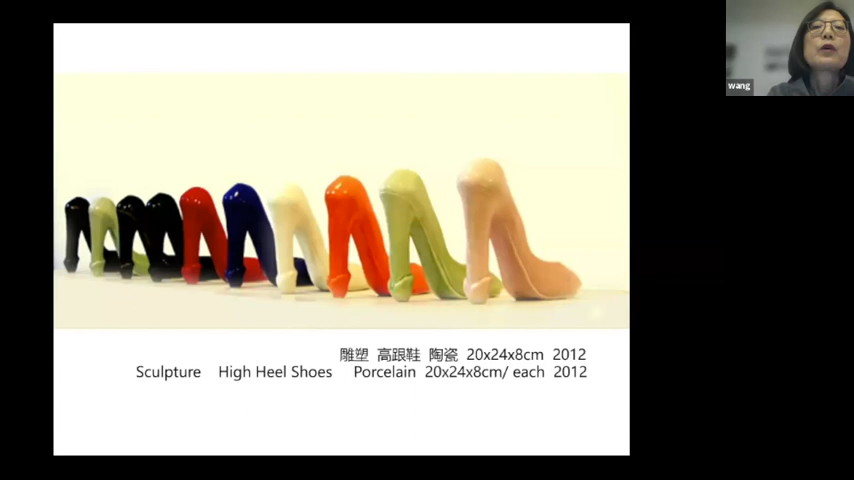 wang
雕塑 高跟鞋 陶瓷 20x24x8cm 2012
Sculpture High Heel Shoes Porcelain 20x24x8cm/ each 2012